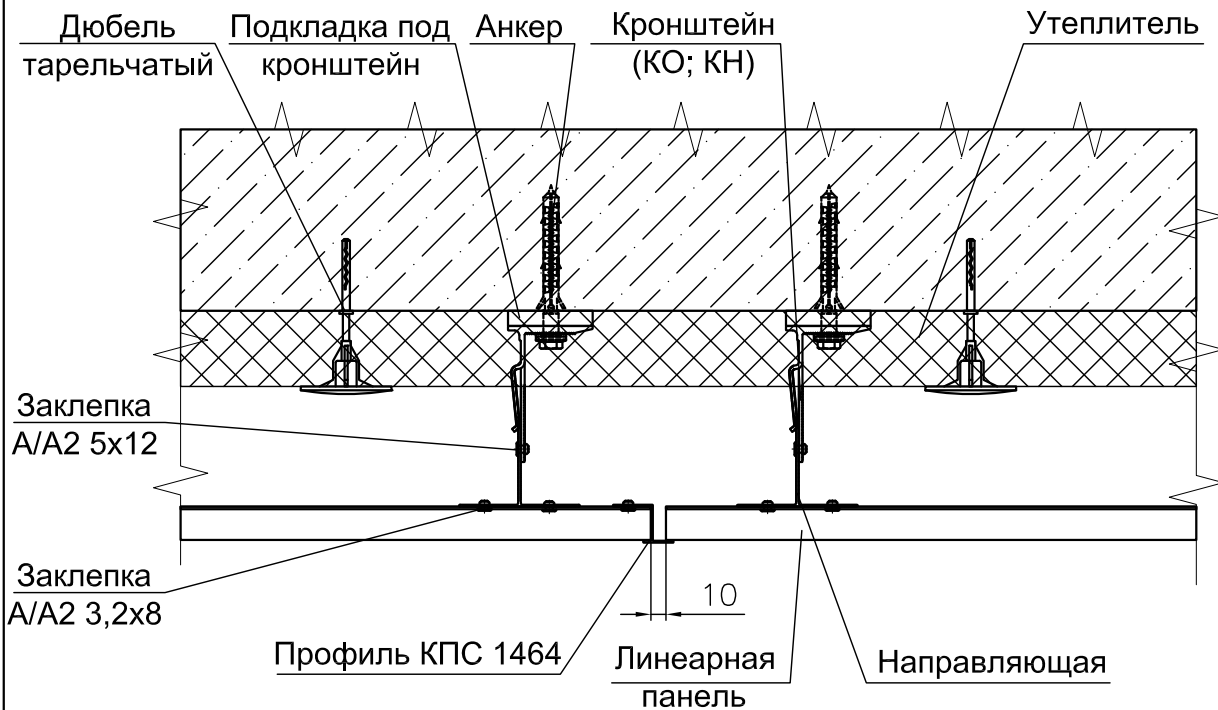 Дюбель
тарельчатый
Подкладка под
кронштейн
Анкер
Кронштейн
(КО; КН)
Утеплитель
Заклепка
А/А2 5х12
Заклепка
А/А2 3,2х8
10
Профиль КПС 1464
Линеарная
панель
Направляющая